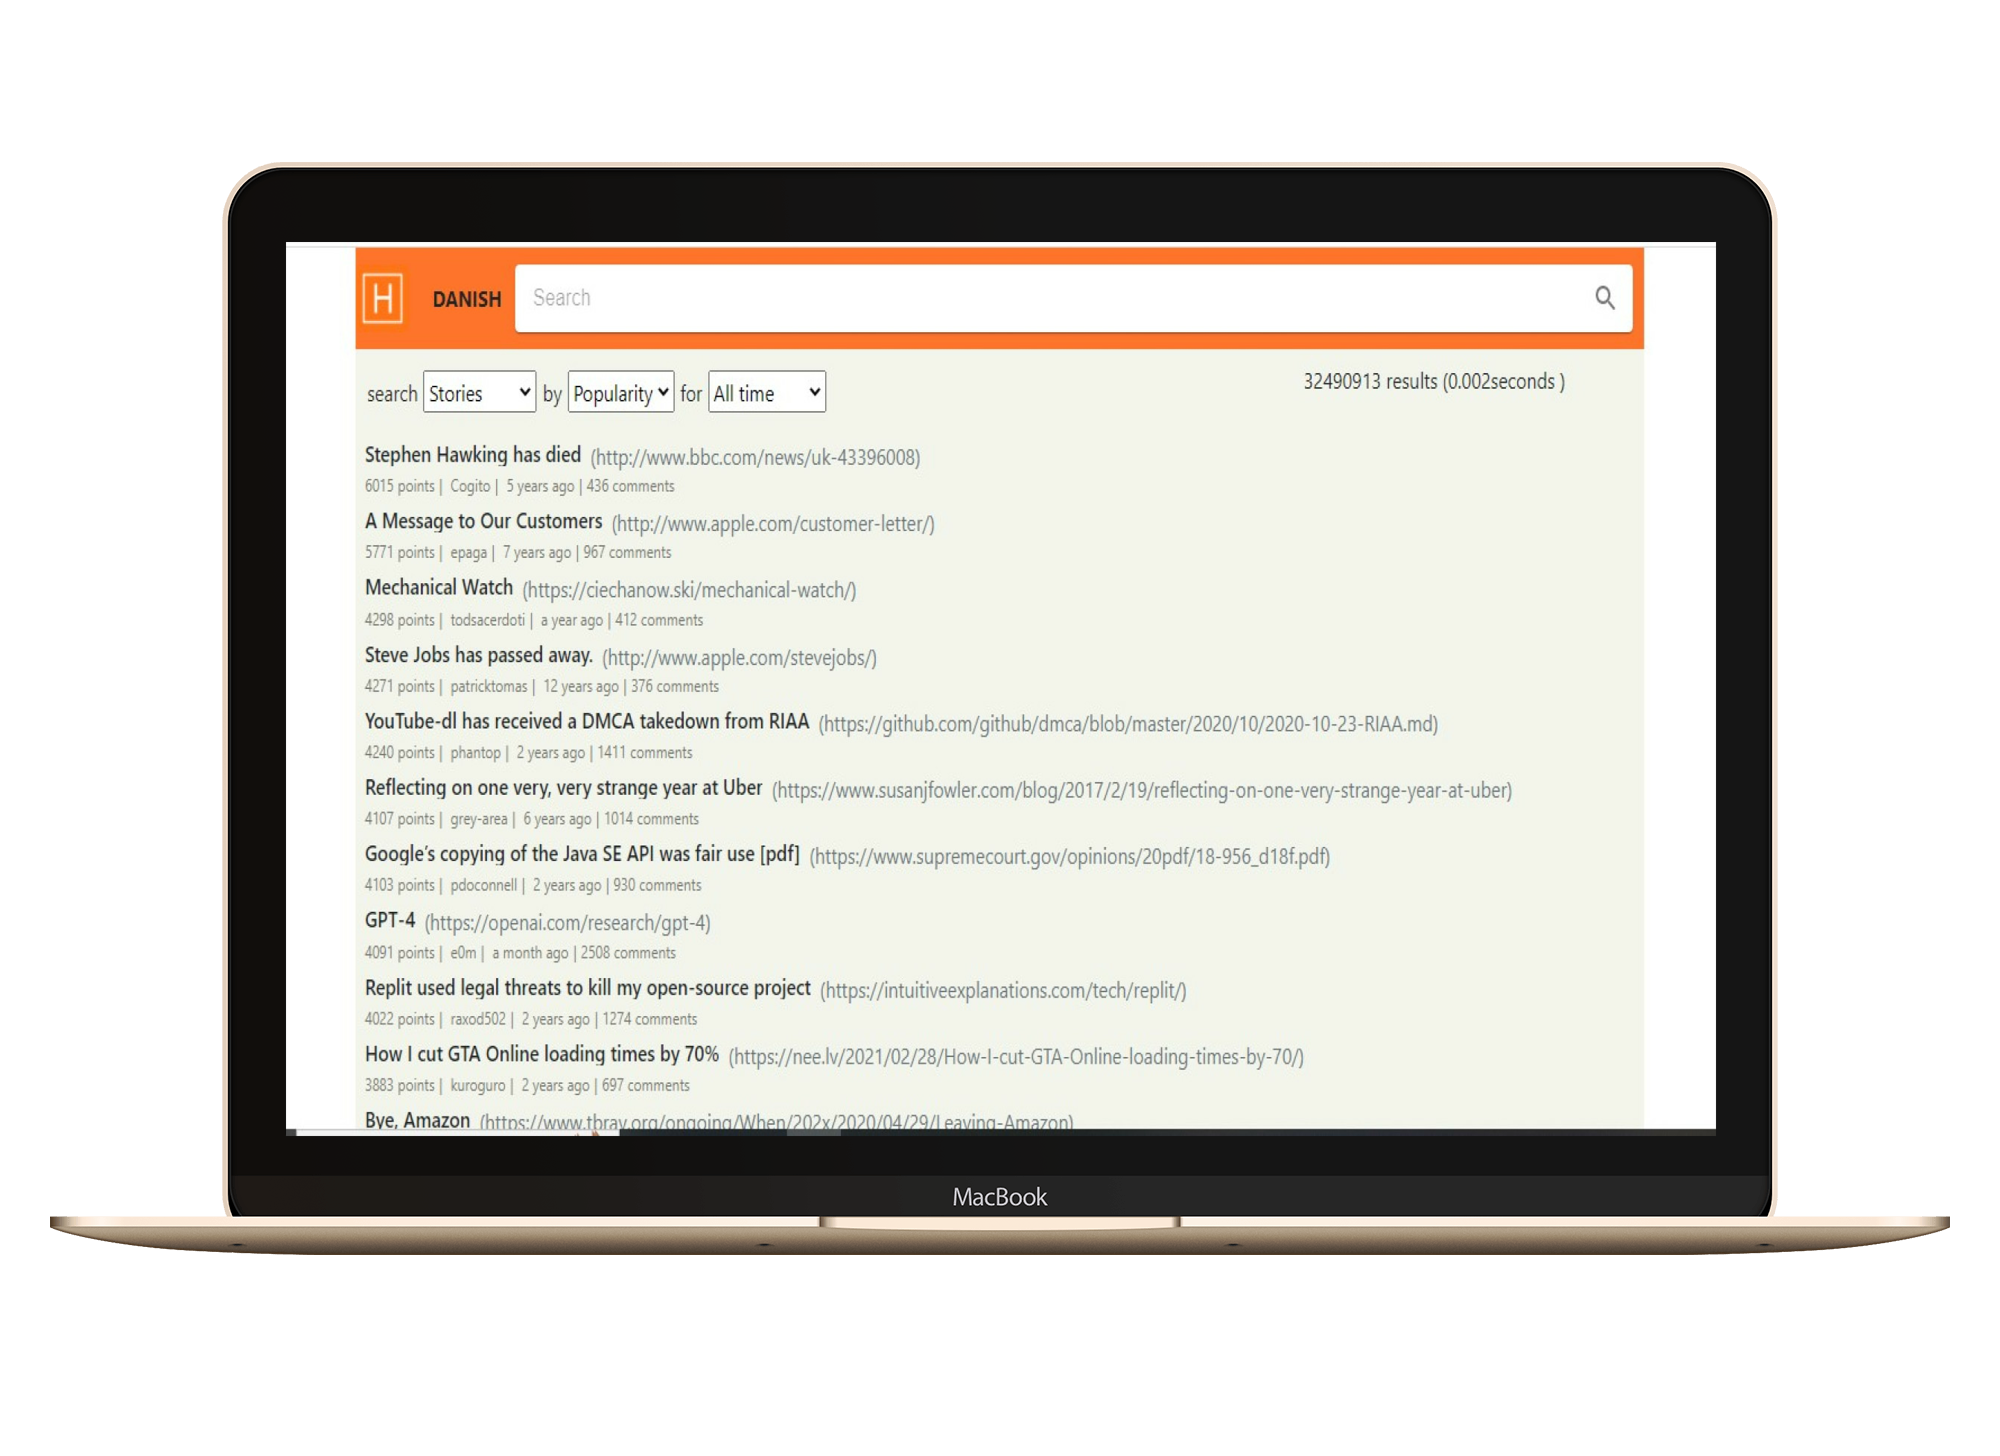 H DANISH Search
search Stories by Popularity for All time 32490913 results (0.002seconds )
Stephen Hawking has died (http://www.bbc.com/news/uk-43396008)
6015 points | Cogito | 5 years ago | 436 comments
A Message to Our Customers (http://www.apple.com/customer-letter/)
5771 points | epaga | 7 years ago | 967 comments
Mechanical Watch (https://ciechanow.ski/mechanical-watch/)
4298 points | todsacerdoti | a year ago | 412 comments
Steve Jobs has passed away. (http://www.apple.com/stevejobs/)
4271 points | patricktomas | 12 years ago | 376 comments
YouTube-dl has received a DMCA takedown from RIAA (https://github.com/github/dmca/blob/master/2020/10/2020-10-23-RIAA.md)
4240 points | phantop | 2 years ago | 1411 comments
Reflecting on one very, very strange year at Uber (https://www.susanjfowler.com/blog/2017/2/19/reflecting-on-one-very-strange-year-at-uber)
4107 points | grey-area | 6 years ago | 1014 comments
Google’s copying of the Java SE API was fair use [pdf] (https://www.supremecourt.gov/opinions/20pdf/18-956_d18f.pdf)
4103 points | pdoconnell | 2 years ago | 930 comments
GPT-4 (https://openai.com/research/gpt-4)
4091 points | e0m | a month ago | 2508 comments
Replit used legal threats to kill my open-source project (https://intuitiveexplanations.com/tech/replit/)
4022 points | raxod502 | 2 years ago | 1274 comments
How I cut GTA Online loading times by 70% (https://nee.lv/2021/02/28/How-I-cut-GTA-Online-loading-times-by-70/)
3883 points | kuroguro | 2 years ago | 697 comments
Bye, Amazon (https://www.tbray.org/ongoing/When/202x/2020/04/29/Leaving-Amazon)
MacBook